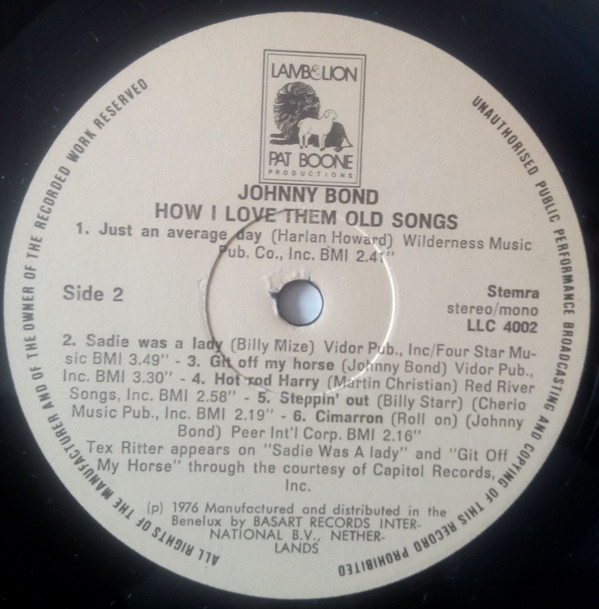 LAMB & LION
PAT BOONE
PRODUCTIONS
JOHNNY BOND
HOW I LOVE THEM OLD SONGS
1. Just an average day (Harlan Howard) Wilderness Music
Pub. Co., Inc. BMI 2.41"
Side 2
Stemra
stereo/mono
LLC 4002
2. Sadie was a lady (Billy Mize) Vidor Pub., Inc/Four Star Mu-
sic BMI 3.49" - 3. Git off my horse (Johnny Bond) Vidor Pub.,
Inc. BMI 3.30" - 4. Hot rod Harry (Martin Christian) Red River
Songs, Inc. BMI 2.58" - 5. Steppin' out (Billy Starr) (Cherio
Music Pub., Inc. BMI 2.19" - 6. Cimarron (Roll on) (Johnny
Bond) Peer Int'l Corp. BMI 2.16"
Tex Ritter appears on "Sadie Was A lady" and "Git Off
My Horse" through the courtesy of Capitol Records,
Inc.
(p) 1976 Manufactured and distributed in the
Benelux by BASART RECORDS INTER-
NATIONAL B.V., NETHER-
LANDS
ALL RIGHTS OF THE MANUFACTURER AND OF THE OWNER OF THE RECORDED WORK RESERVED
UNAUTHORISED PUBLIC PERFORMANCE BROADCASTING AND COPYING OF THIS RECORD PROHIBITED